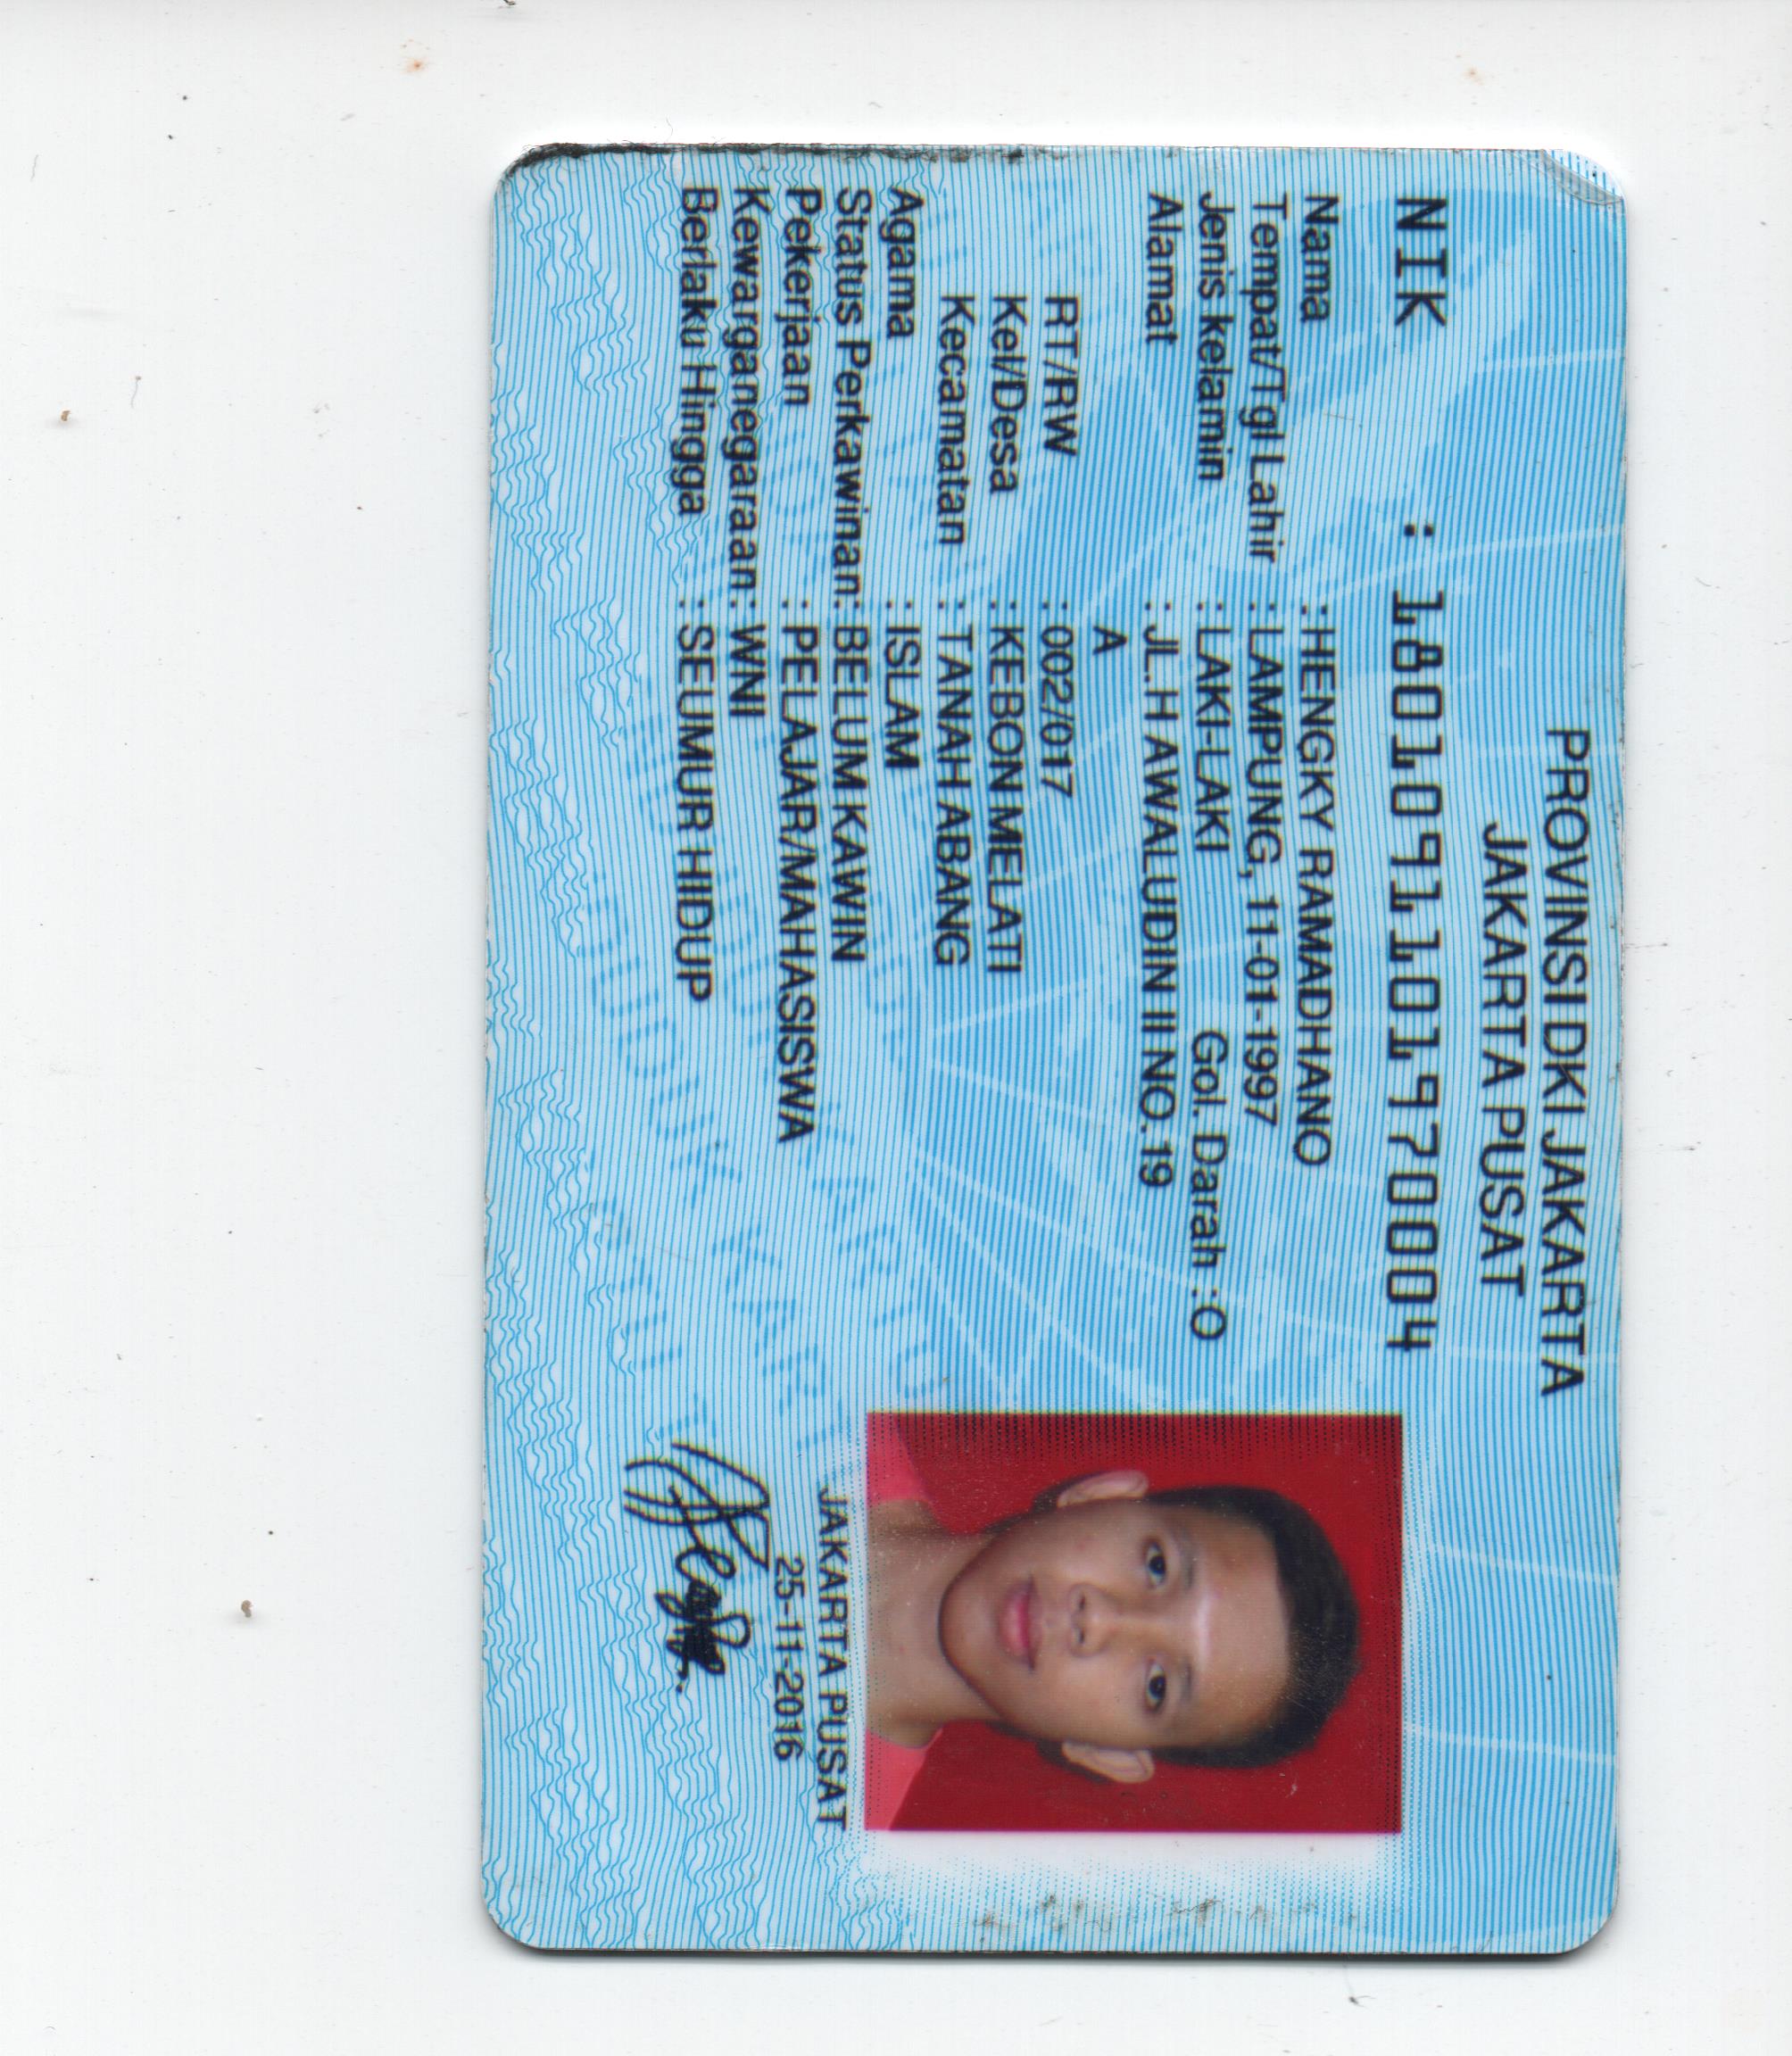 PROVINSI DKI JAKARTA
JAKARTA PUSAT
NIK : 1801091101970004
Nama : HENGKY RAMADHANO
Tempat/Tgl Lahir : LAMPUNG, 11-01-1997
Jenis kelamin : LAKI-LAKI Gol. Darah : O
Alamat : JL.H AWALUDIN II NO.19
A
RT/RW : 002/017
Kel/Desa : KEBON MELATI
Kecamatan : TANAH ABANG
Agama : ISLAM
Status Perkawinan: BELUM KAWIN
Pekerjaan : PELAJAR/MAHASISWA
Kewarganegaraan: WNI
Berlaku Hingga : SEUMUR HIDUP
JAKARTA PUSAT
25-11-2016